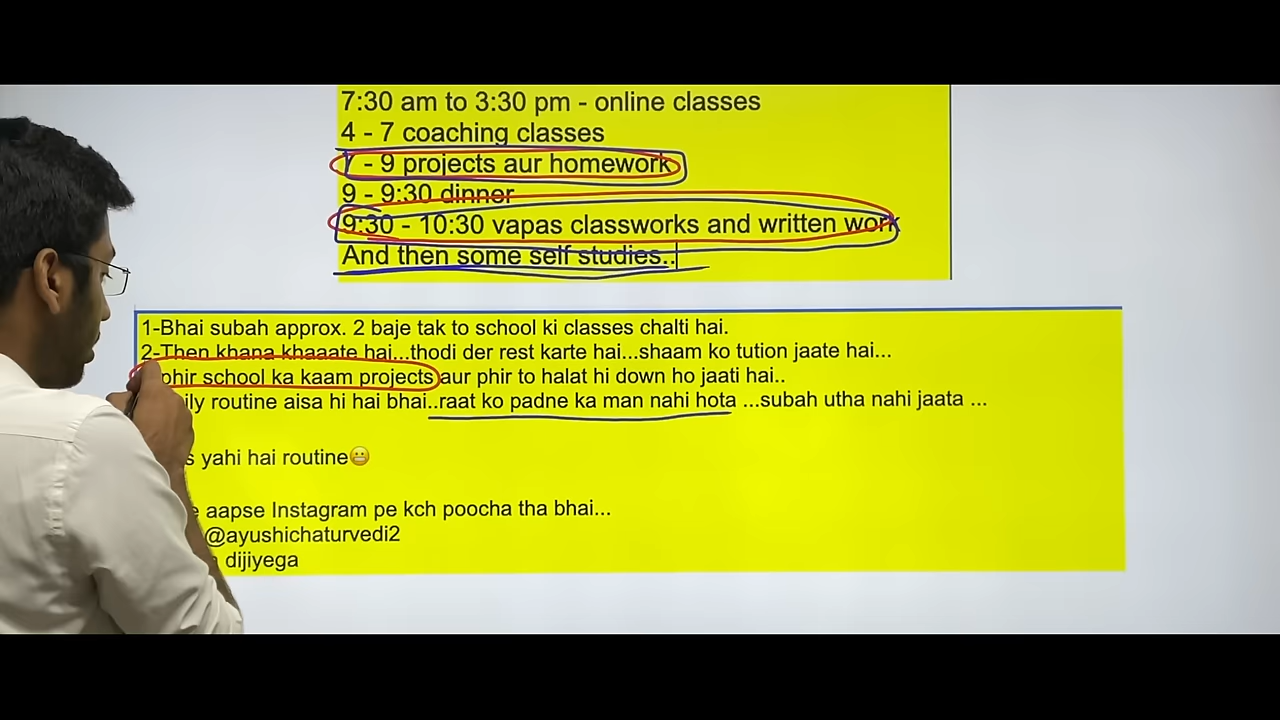 7:30 am to 3:30 pm - online classes
4 - 7 coaching classes
7 - 9 projects aur homework
9 - 9:30 dinner
9:30 - 10:30 vapas classworks and written work
And then some self studies..
1-Bhai subah approx. 2 baje tak to school ki classes chalti hai.
2-Then khana khaaate hai...thodi der rest karte hai...shaam ko tution jaate hai...
phir school ka kaam projects aur phir to halat hi down ho jaati hai..
routine aisa hi hai bhai..raat ko padne ka man nahi hota ...subah utha nahi jaata ...
yahi hai routine😬
aapse Instagram pe kch poocha tha bhai...
@ayushichaturvedi2
dijiyega